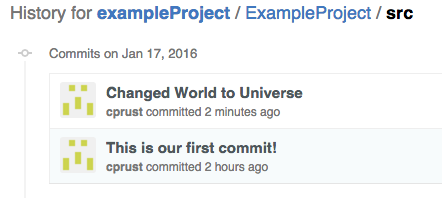 History for exampleProject / ExampleProject / src
Commits on Jan 17, 2016
Changed World to Universe
cprust committed 2 minutes ago
This is our first commit!
cprust committed 2 hours ago